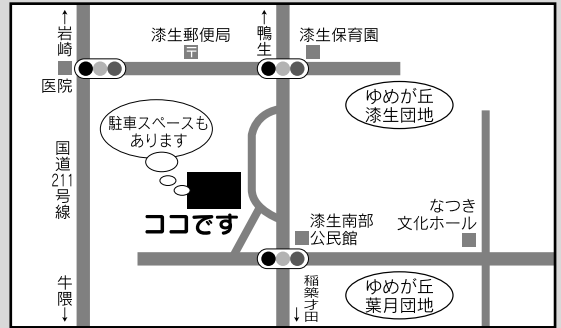 ↑岩崎
漆生郵便局
〒
↑鴨生
漆生保育園
医院
ゆめが丘
漆生団地
駐車スペースも
あります
国道211号線
ココです
なつき
文化ホール
漆生南部
公民館
牛隈↓
稲築才田↓
ゆめが丘
葉月団地